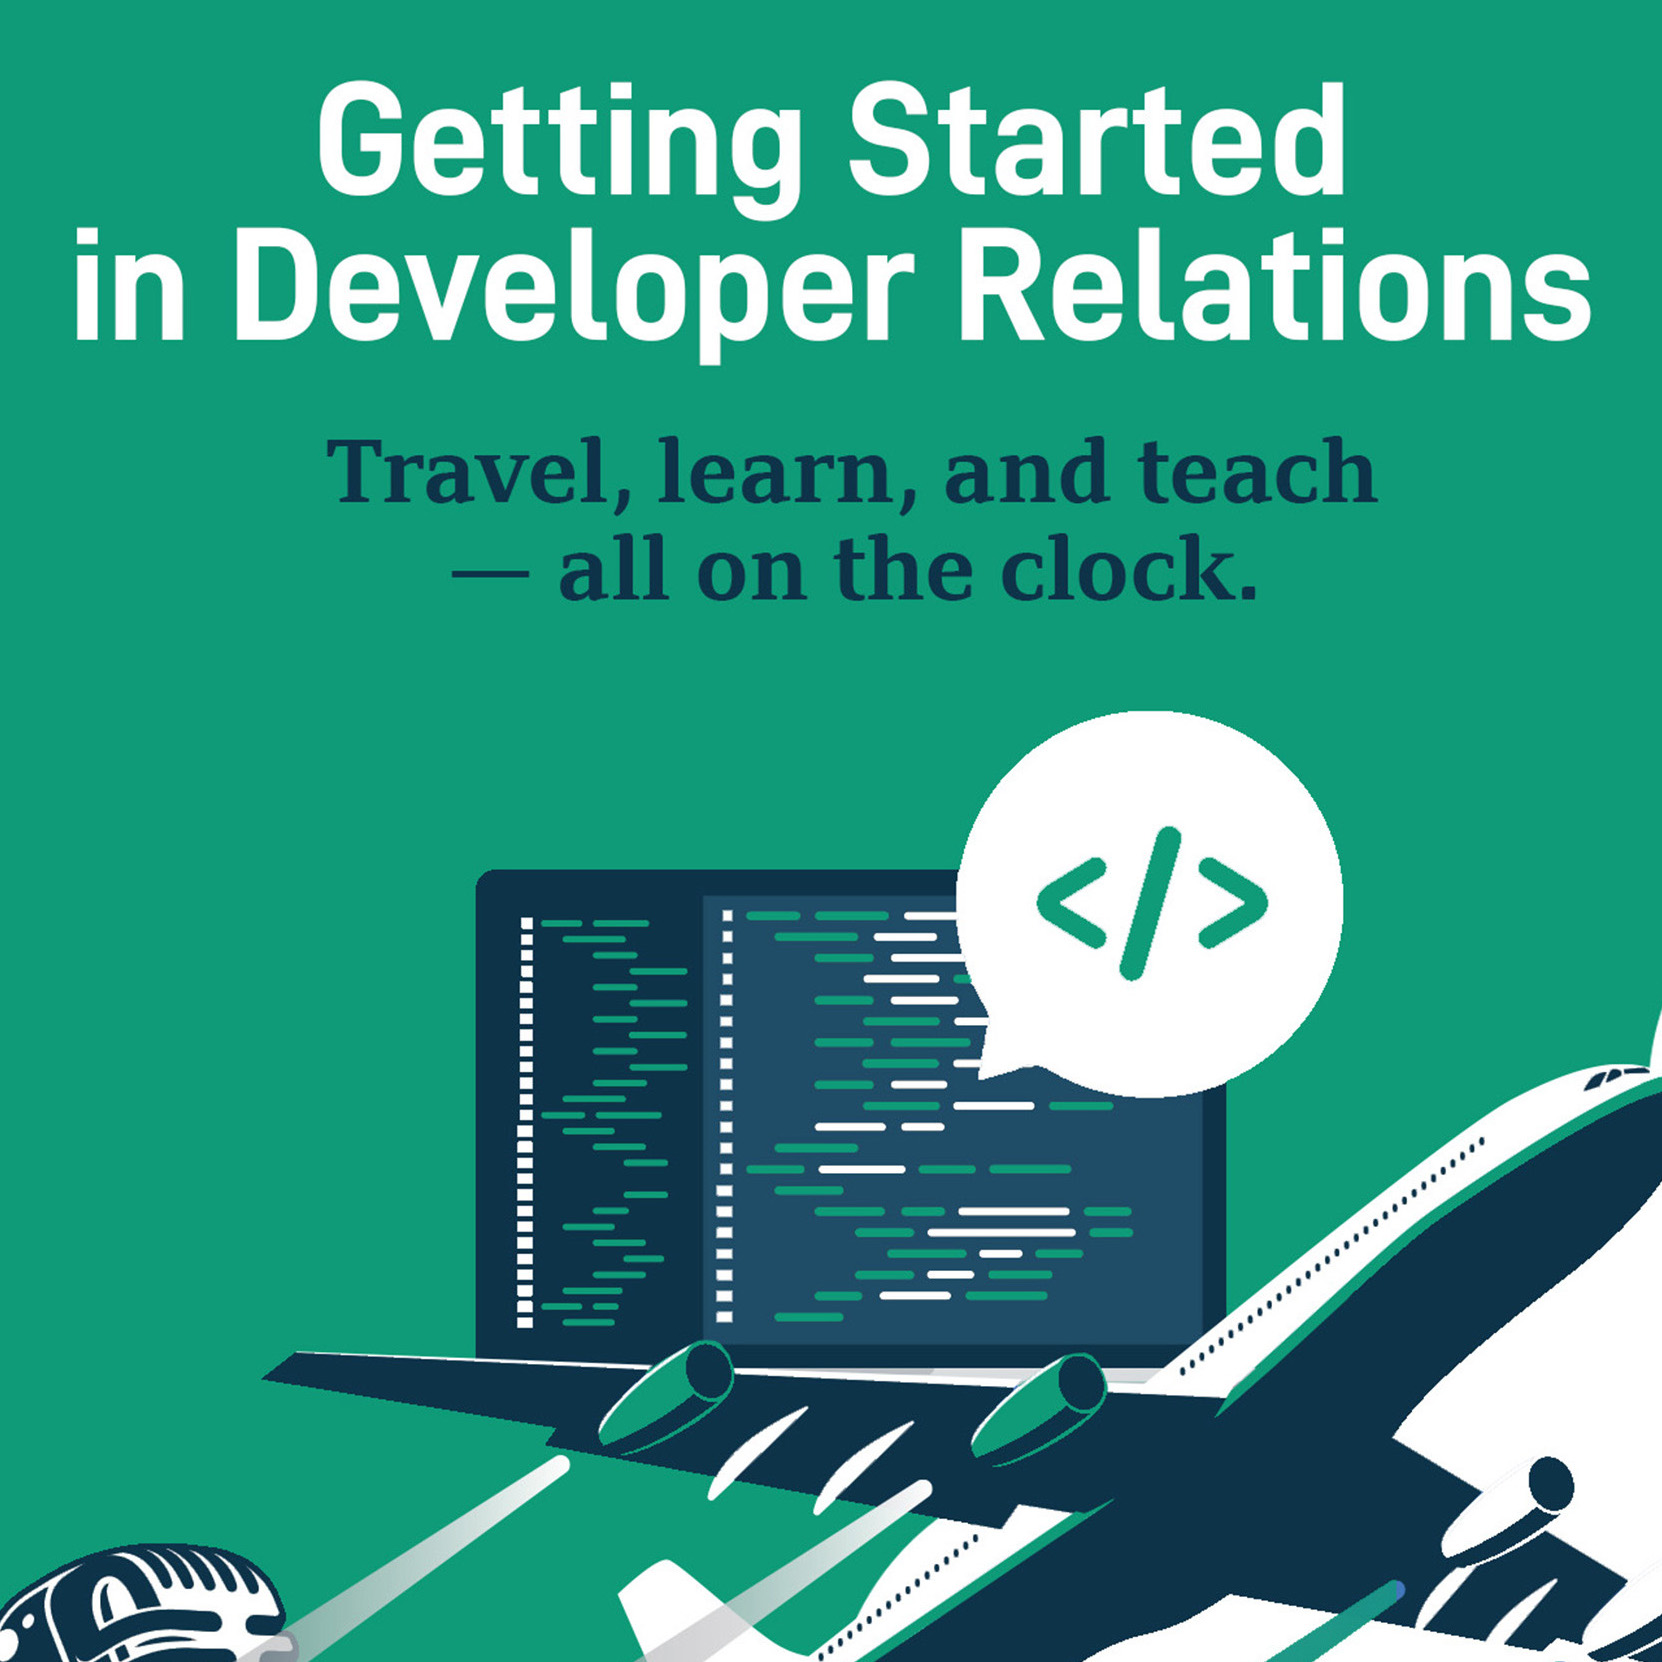 Getting Started
in Developer Relations
Travel, learn, and teach
— all on the clock.
</>